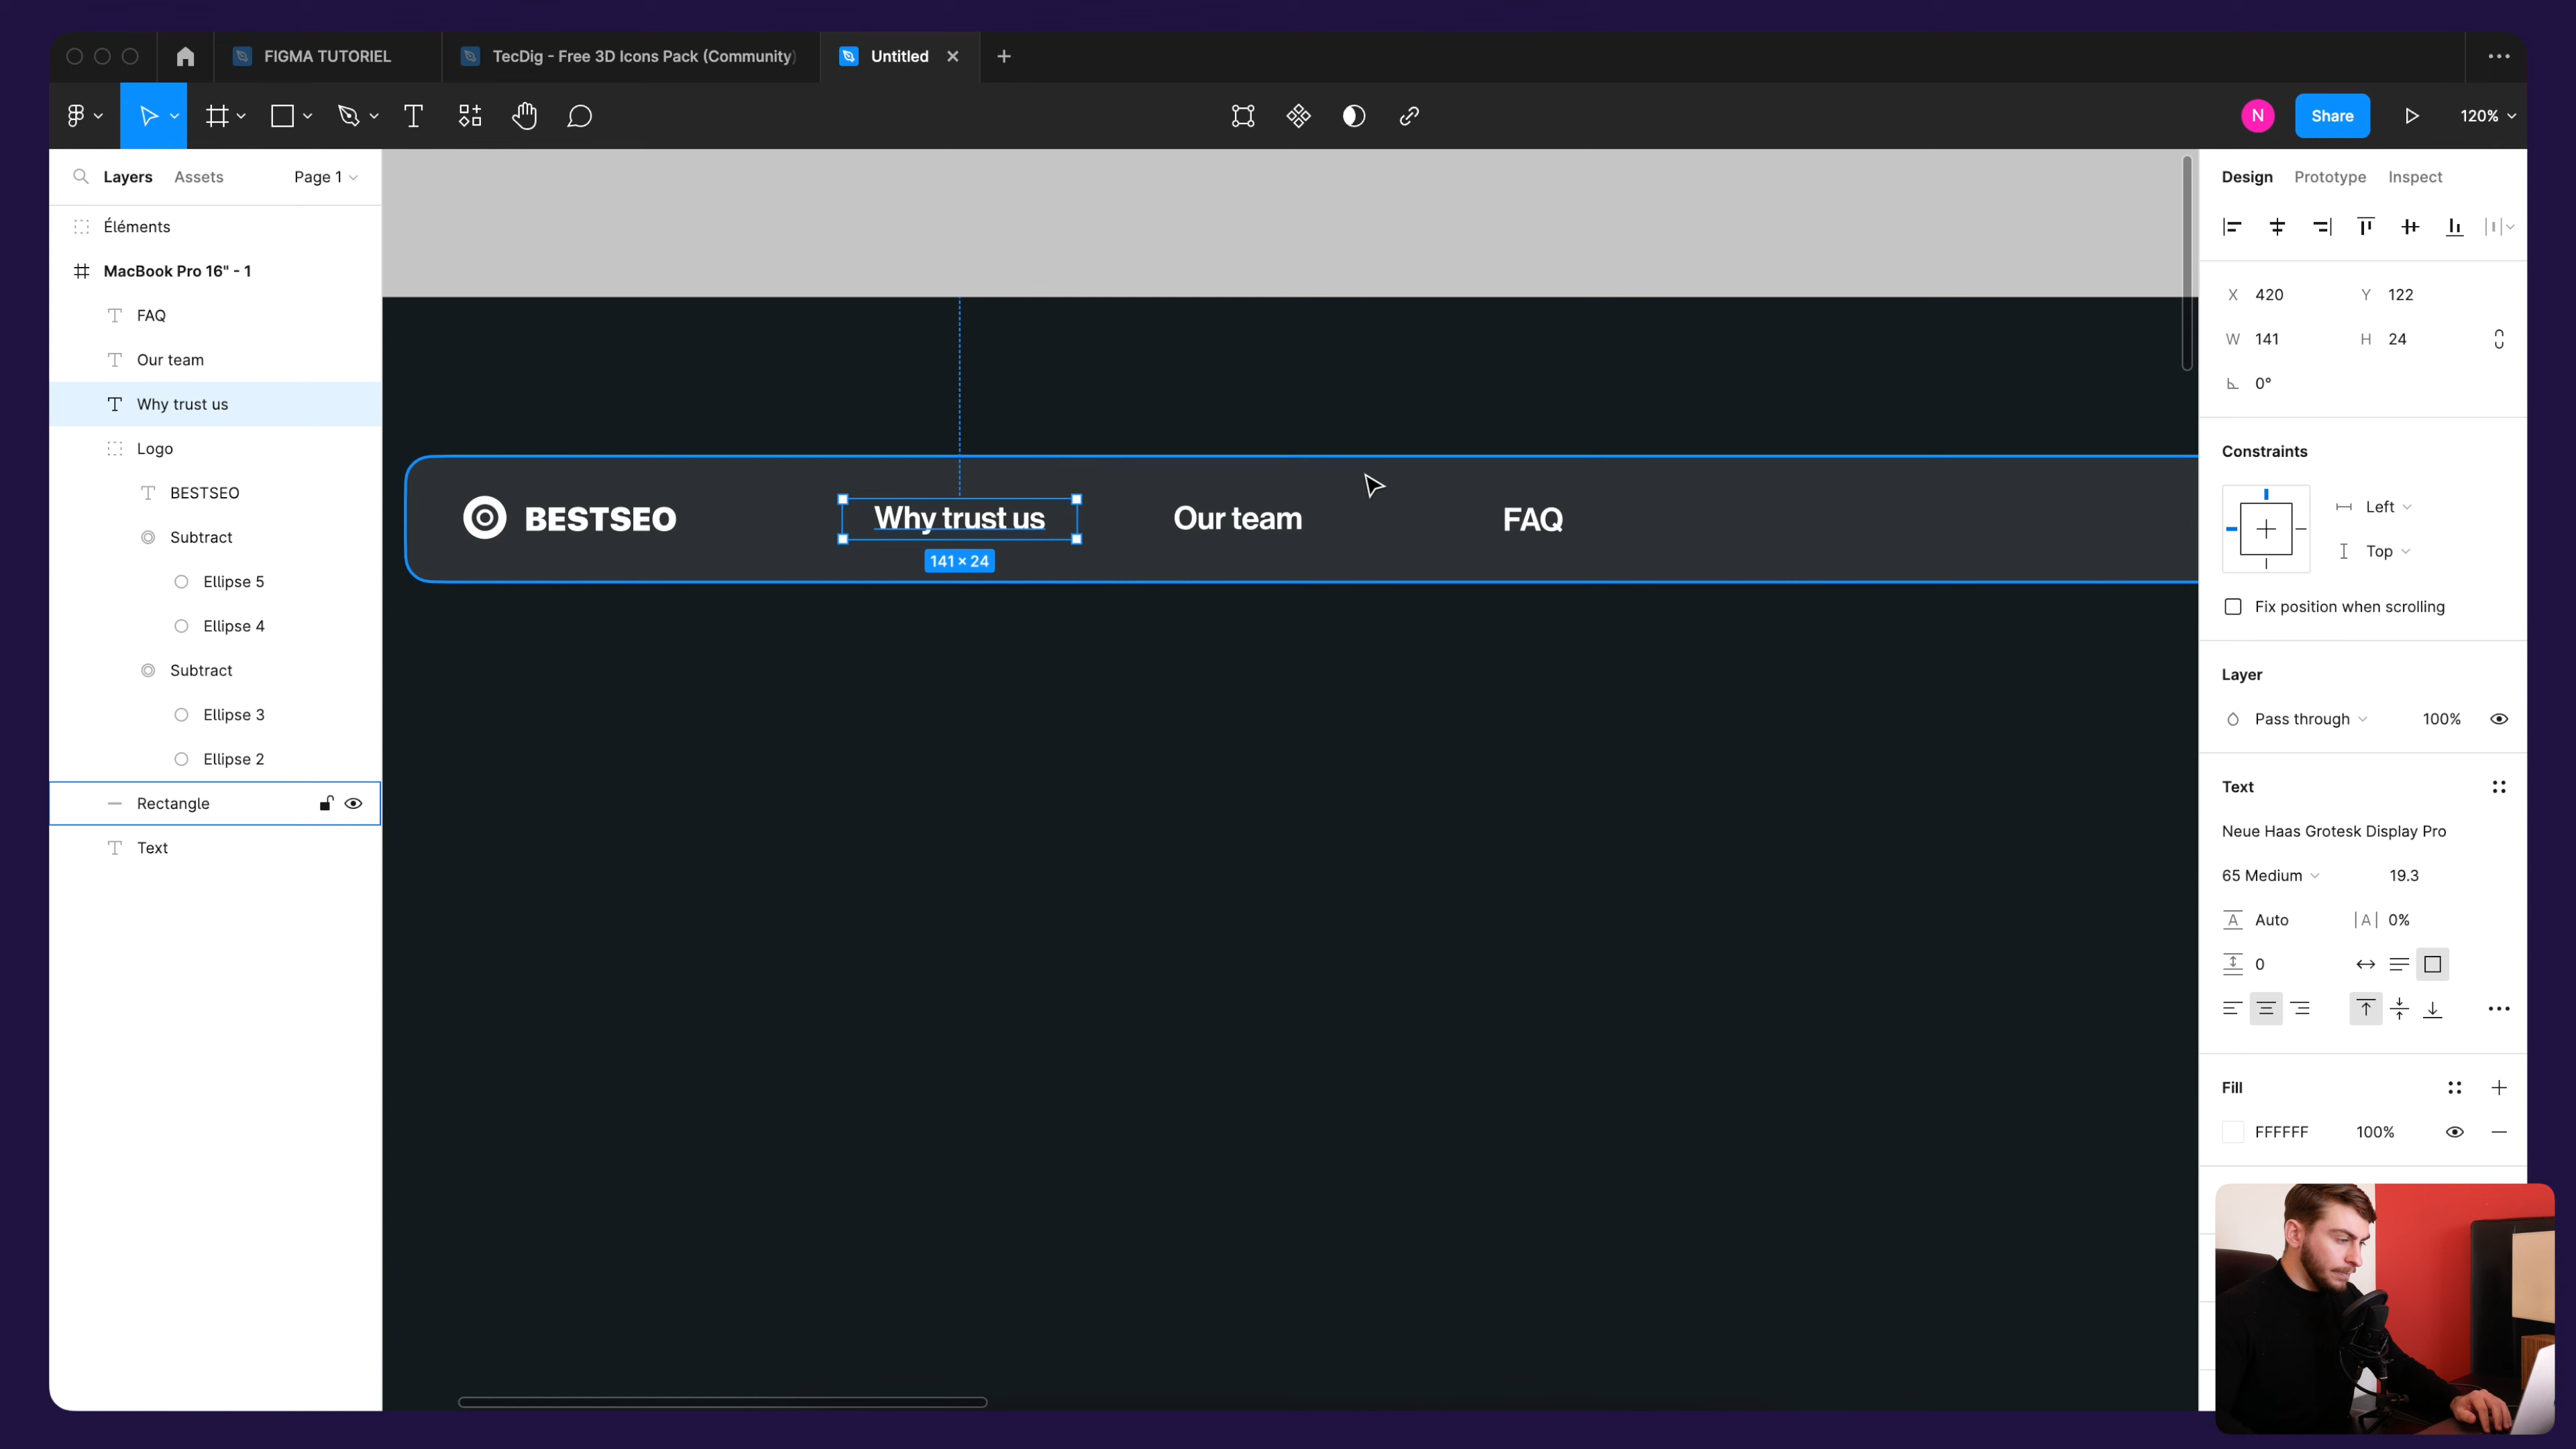 FIGMA TUTORIEL
TecDig - Free 3D Icons Pack (Community)
Untitled
N
Share
120%
Layers
Assets
Page 1
Éléments
MacBook Pro 16" - 1
FAQ
Our team
Why trust us
Logo
BESTSEO
Subtract
Ellipse 5
Ellipse 4
Subtract
Ellipse 3
Ellipse 2
Rectangle
Text
BESTSEO
Why trust us
141 × 24
Our team
FAQ
Design
Prototype
Inspect
X 420
Y 122
W 141
H 24
0°
Constraints
Left
Top
Fix position when scrolling
Layer
Pass through
100%
Text
Neue Haas Grotesk Display Pro
65 Medium
19.3
Auto
0%
0
Fill
FFFFFF
100%